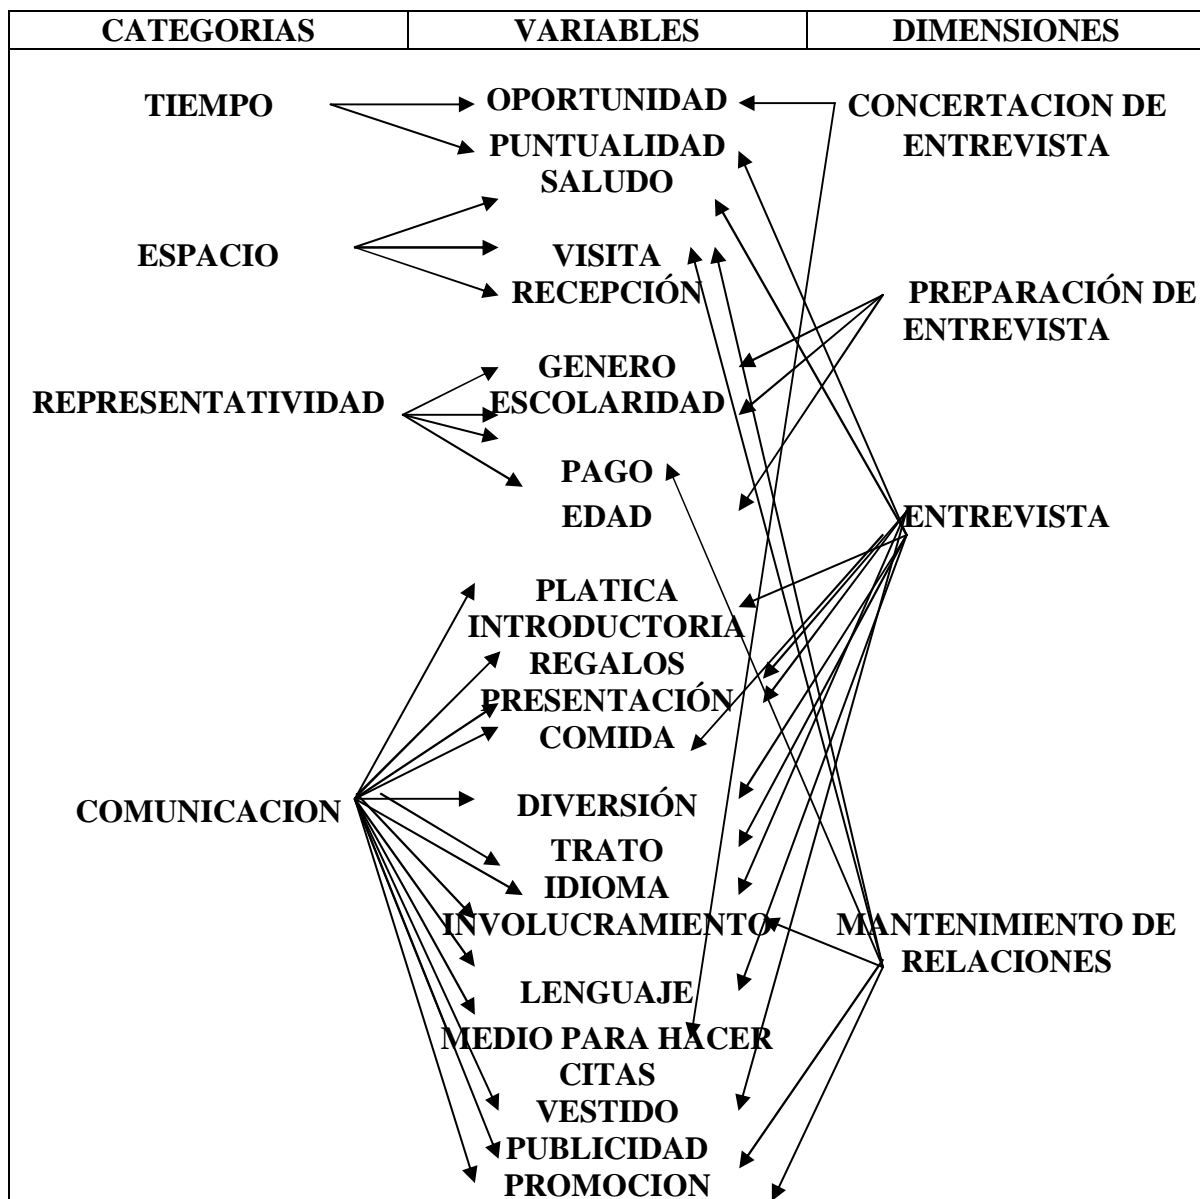 CATEGORIAS VARIABLES DIMENSIONES
TIEMPO
ESPACIO
REPRESENTATIVIDAD
COMUNICACION
OPORTUNIDAD
PUNTUALIDAD
SALUDO
VISITA
RECEPCIÓN
GENERO
ESCOLARIDAD
PAGO
EDAD
PLATICA
INTRODUCTORIA
REGALOS
PRESENTACIÓN
COMIDA
DIVERSIÓN
TRATO
IDIOMA
INVOLUCRAMIENTO
LENGUAJE
MEDIO PARA HACER
CITAS
VESTIDO
PUBLICIDAD
PROMOCION
CONCERTACION DE
ENTREVISTA
PREPARACIÓN DE
ENTREVISTA
ENTREVISTA
MANTENIMIENTO DE
RELACIONES